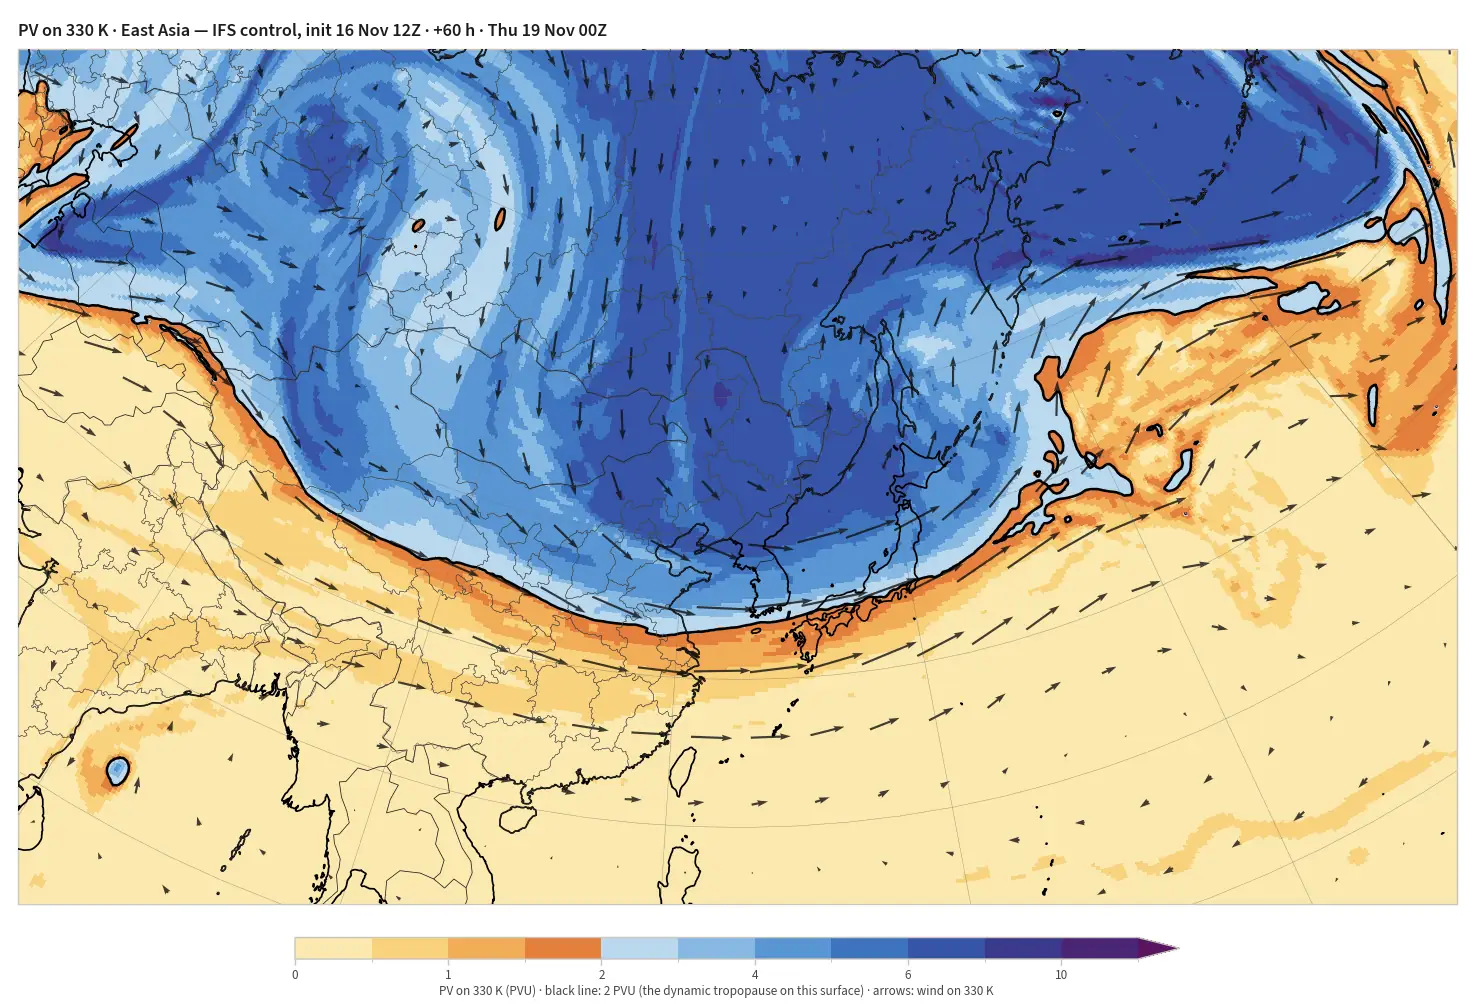 PV on 330 K · East Asia — IFS control, init 16 Nov 12Z · +60 h · Thu 19 Nov 00Z
0 1 2 4 6 10
PV on 330 K (PVU) · black line: 2 PVU (the dynamic tropopause on this surface) · arrows: wind on 330 K